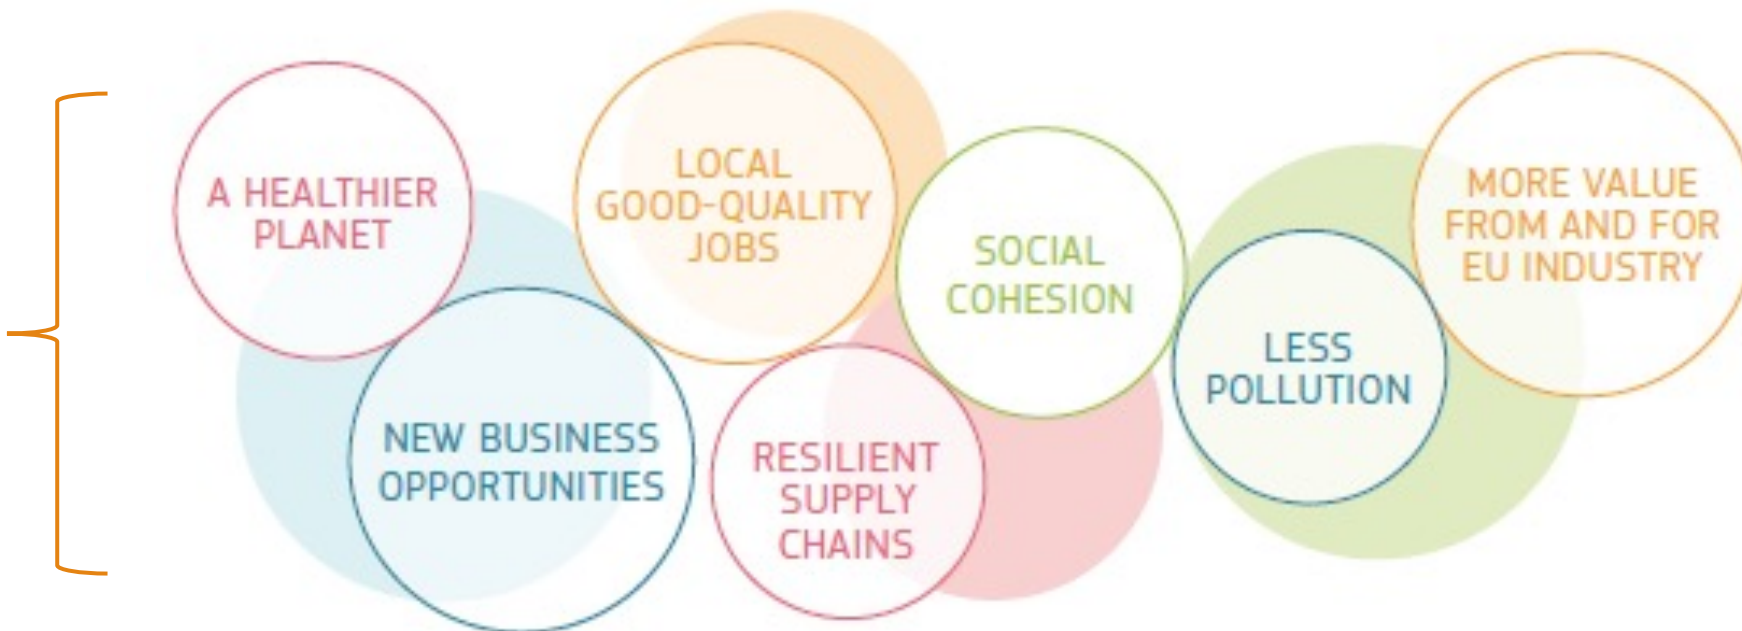 A HEALTHIER
PLANET
NEW BUSINESS
OPPORTUNITIES
LOCAL
GOOD-QUALITY
JOBS
RESILIENT
SUPPLY
CHAINS
SOCIAL
COHESION
LESS
POLLUTION
MORE VALUE
FROM AND FOR
EU INDUSTRY